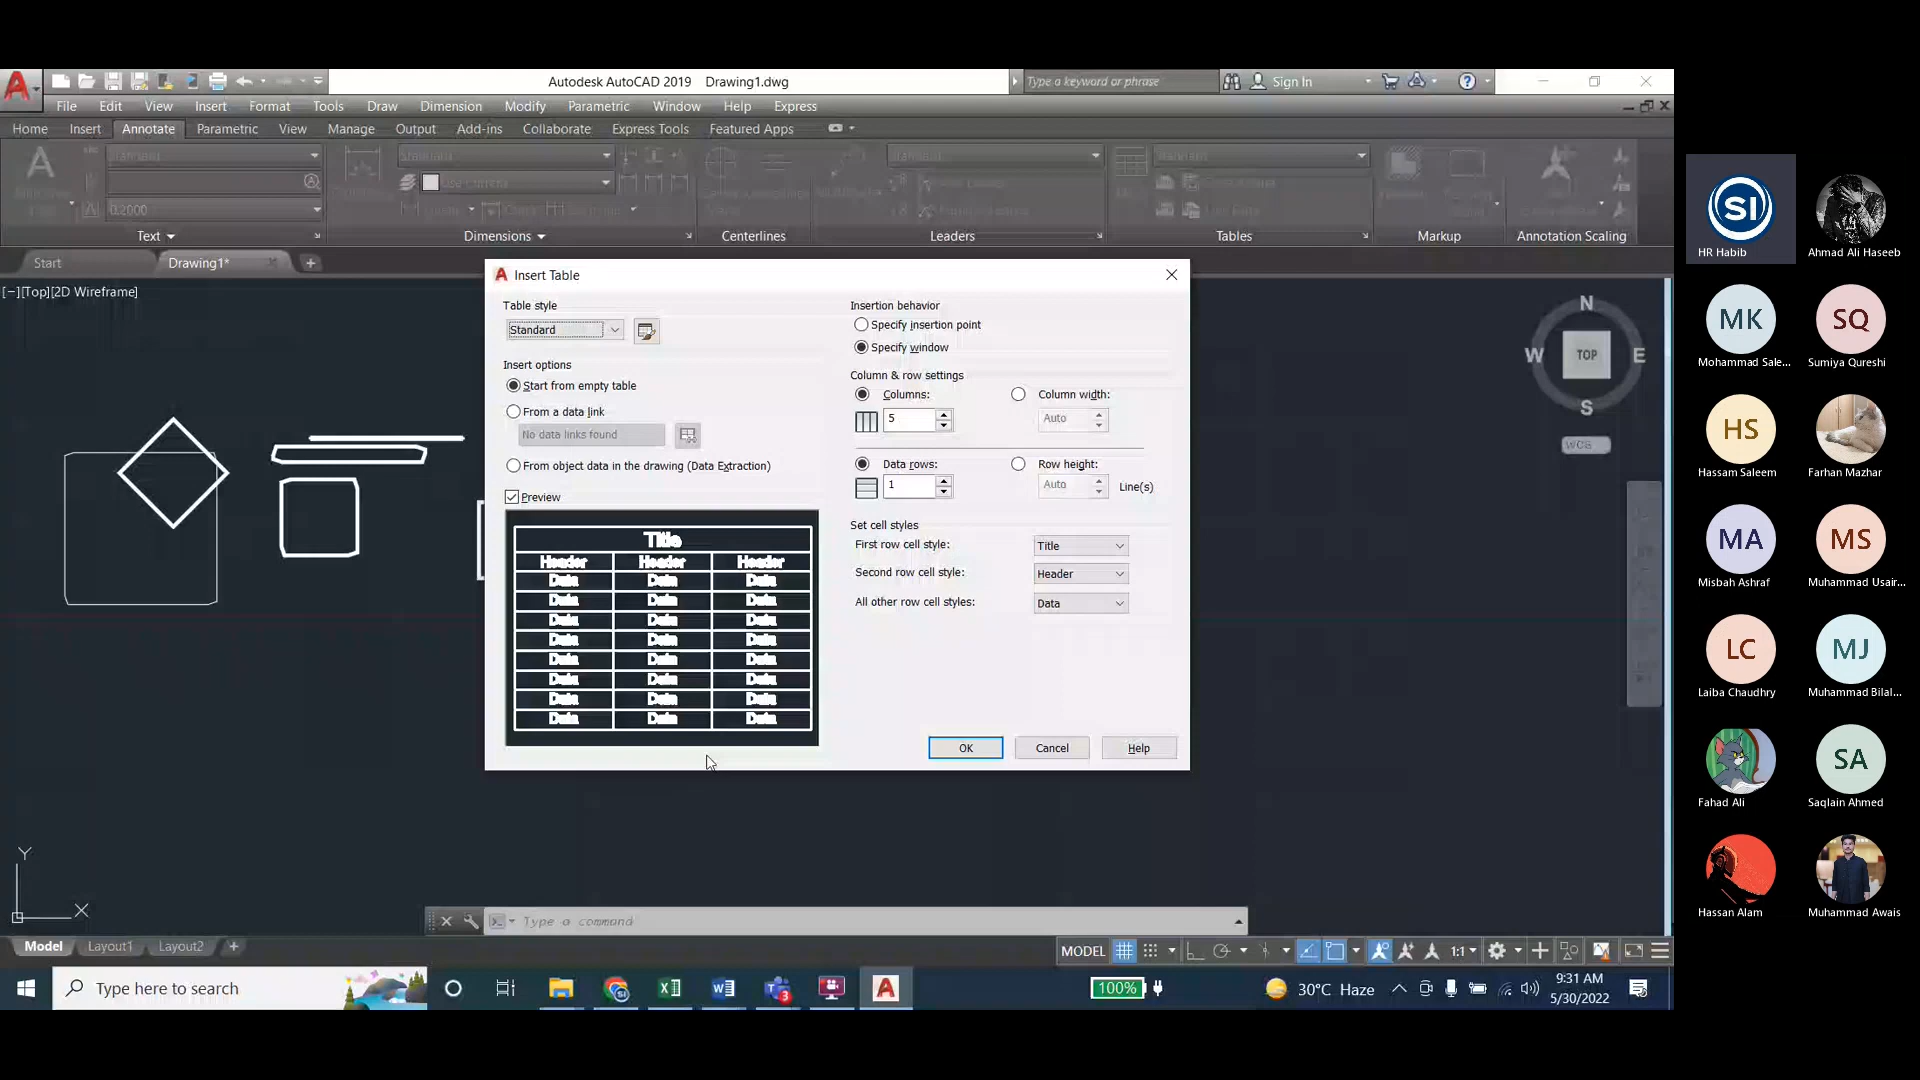 Autodesk AutoCAD 2019 Drawing1.dwg
Type a keyword or phrase
Sign In
File Edit View Insert Format Tools Draw Dimension Modify Parametric Window Help Express
Home Insert Annotate Parametric View Manage Output Add-ins Collaborate Express Tools Featured Apps
Standard Standard Standard Standard
Use Current
0.2000
Text Dimensions Centerlines Leaders Tables Markup Annotation Scaling
Start Drawing1*
[−][Top][2D Wireframe]
Insert Table
Table style
Standard
Insert options
Start from empty table
From a data link
No data links found
From object data in the drawing (Data Extraction)
Preview
Title
Header Header Header
Data Data Data
Data Data Data
Data Data Data
Data Data Data
Data Data Data
Data Data Data
Data Data Data
Data Data Data
Insertion behavior
Specify insertion point
Specify window
Column & row settings
Columns: Column width:
5 Auto
Data rows: Row height:
1 Auto Line(s)
Set cell styles
First row cell style: Title
Second row cell style: Header
All other row cell styles: Data
OK Cancel Help
N
W TOP E
S
WCS
Y
X
Type a command
Model Layout1 Layout2 +
MODEL 1:1
Type here to search
100%
30°C Haze
9:31 AM
5/30/2022
SI
HR Habib Ahmad Ali Haseeb
MK SQ
Mohammad Sale... Sumiya Qureshi
HS
Hassam Saleem Farhan Mazhar
MA MS
Misbah Ashraf Muhammad Usair...
LC MJ
Laiba Chaudhry Muhammad Bilal...
SA
Fahad Ali Saqlain Ahmed
Hassan Alam Muhammad Awais